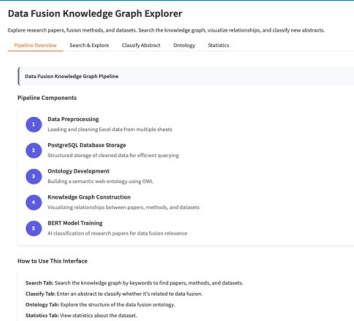 Data Fusion Knowledge Graph Explorer
Explore research papers, fusion methods, and datasets. Search the knowledge graph, visualize relationships, and classify new abstracts.
Pipeline Overview Search & Explore Classify Abstract Ontology Statistics
Data Fusion Knowledge Graph Pipeline
Pipeline Components
1 Data Preprocessing
Loading and cleaning Excel data from multiple sheets
2 PostgreSQL Database Storage
Structured storage of cleaned data for efficient querying
3 Ontology Development
Building a semantic web ontology using OWL
4 Knowledge Graph Construction
Visualizing relationships between papers, methods, and datasets
5 BERT Model Training
AI classification of research papers for data fusion relevance
How to Use This Interface
Search Tab: Search the knowledge graph by keywords to find papers, methods, and datasets.
Classify Tab: Enter an abstract to classify whether it's related to data fusion.
Ontology Tab: Explore the structure of the data fusion ontology.
Statistics Tab: View statistics about the dataset.